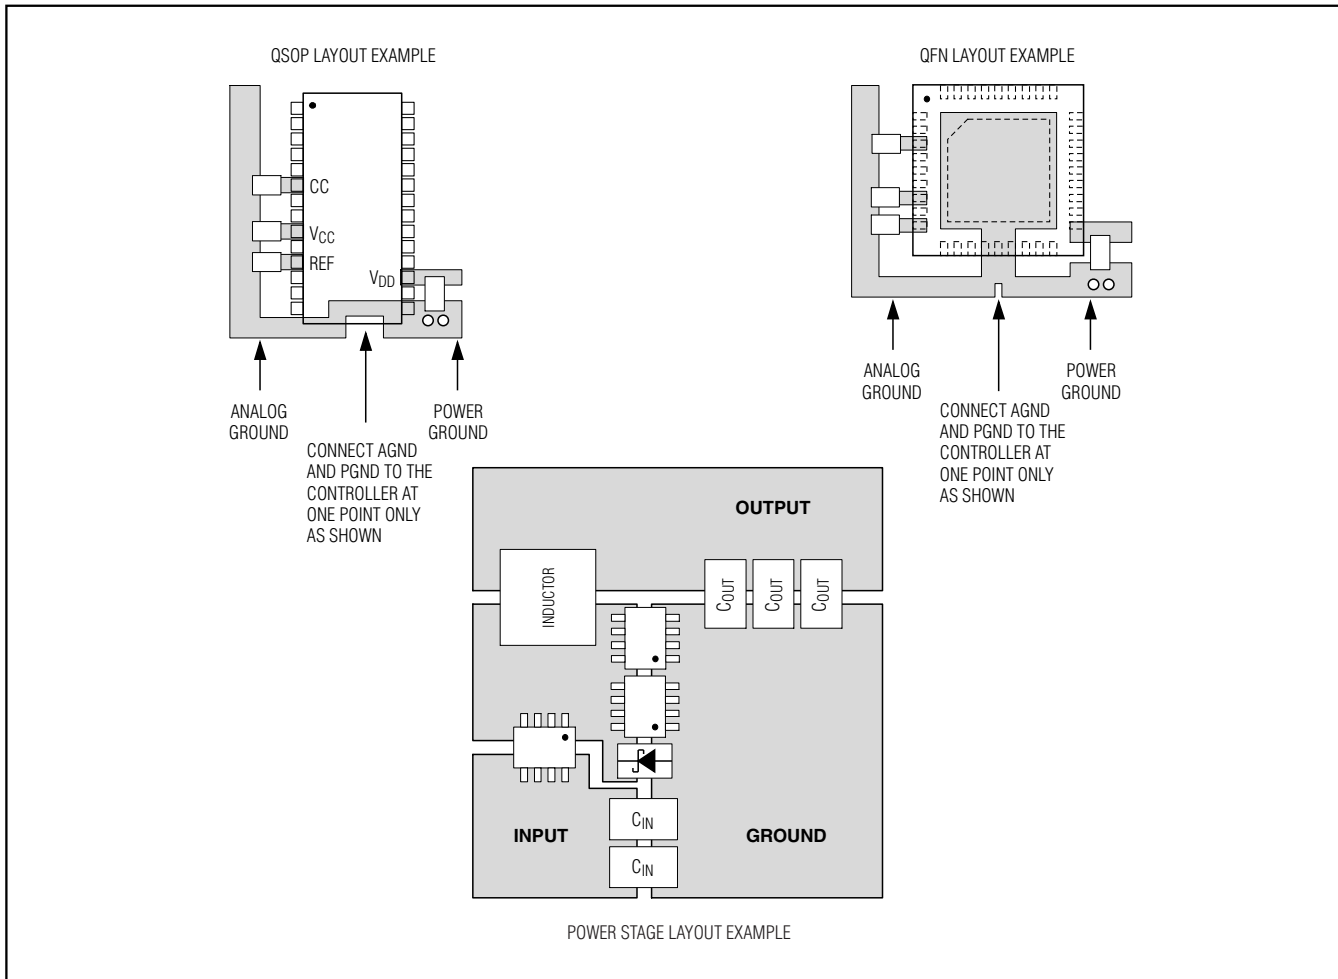 QSOP LAYOUT EXAMPLE
CC
VCC
REF
VDD
ANALOG
GROUND
CONNECT AGND
AND PGND TO THE
CONTROLLER AT
ONE POINT ONLY
AS SHOWN
POWER
GROUND
QFN LAYOUT EXAMPLE
ANALOG
GROUND
CONNECT AGND
AND PGND TO THE
CONTROLLER AT
ONE POINT ONLY
AS SHOWN
POWER
GROUND
OUTPUT
INDUCTOR
COUT
COUT
COUT
INPUT
CIN
CIN
GROUND
POWER STAGE LAYOUT EXAMPLE